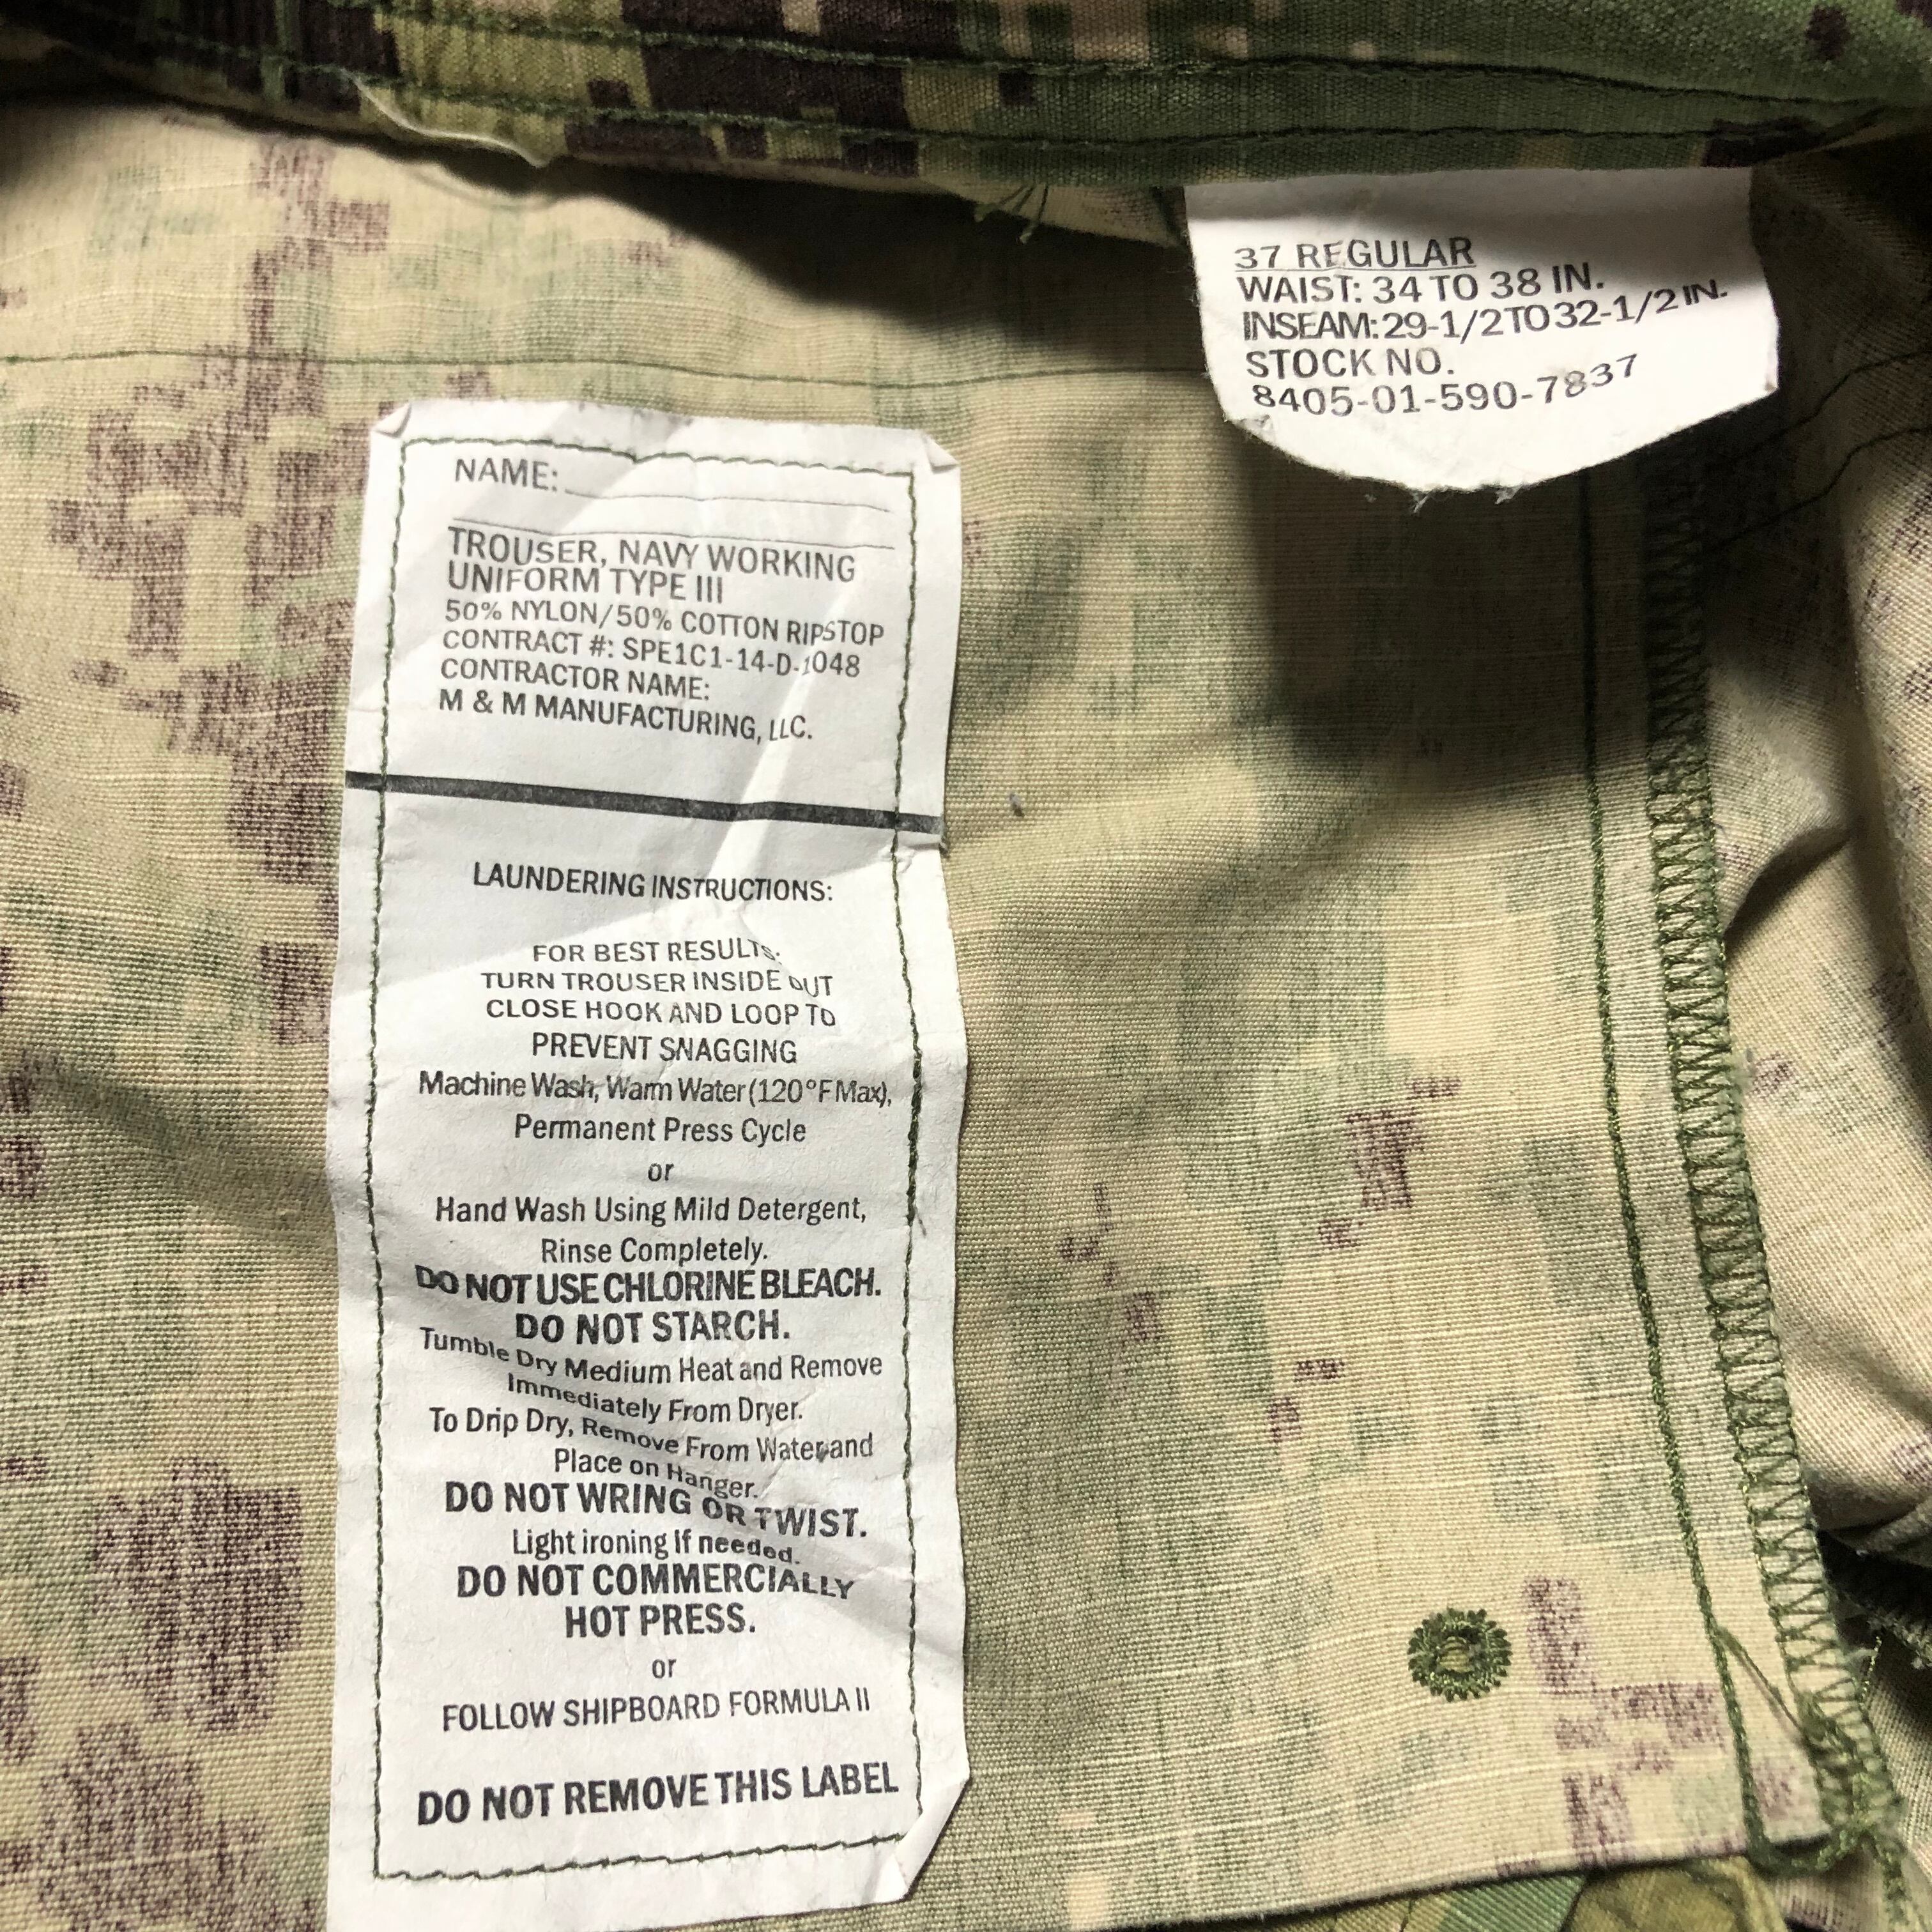 37 REGULAR
WAIST: 34 TO 38 IN.
INSEAM: 29-1/2 TO 32-1/2 IN.
STOCK NO.
8405-01-590-7837
NAME:
TROUSER, NAVY WORKING
UNIFORM TYPE III
50% NYLON/50% COTTON RIPSTOP
CONTRACT #: SPE1C1-14-D-1048
CONTRACTOR NAME:
M & M MANUFACTURING, LLC.
LAUNDERING INSTRUCTIONS:
FOR BEST RESULTS:
TURN TROUSER INSIDE OUT
CLOSE HOOK AND LOOP TO
PREVENT SNAGGING
Machine Wash, Warm Water (120°F Max),
Permanent Press Cycle
or
Hand Wash Using Mild Detergent,
Rinse Completely.
DO NOT USE CHLORINE BLEACH.
DO NOT STARCH.
Tumble Dry Medium Heat and Remove
Immediately From Dryer.
To Drip Dry, Remove From Water and
Place on Hanger.
DO NOT WRING OR TWIST.
Light ironing if needed.
DO NOT COMMERCIALLY
HOT PRESS.
or
FOLLOW SHIPBOARD FORMULA II
DO NOT REMOVE THIS LABEL